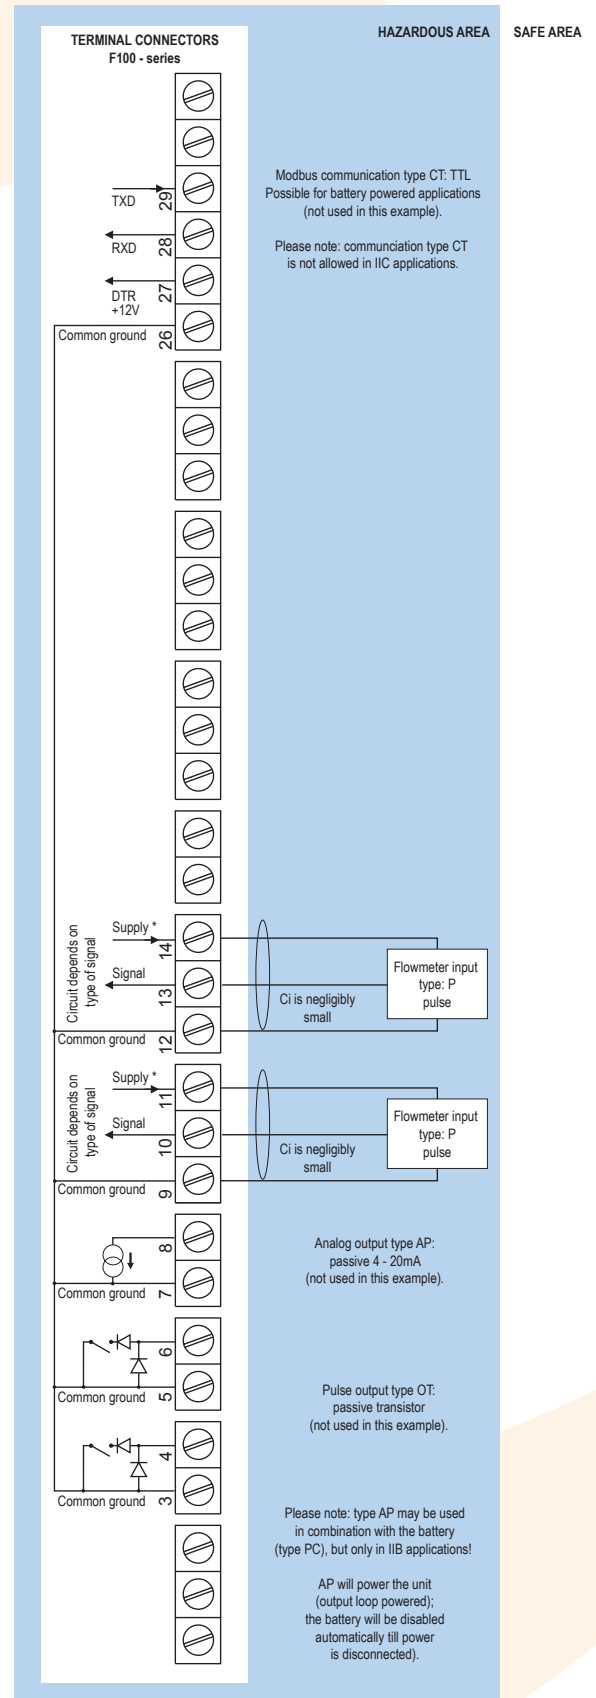 TERMINAL CONNECTORS
F100 - series
HAZARDOUS AREA
SAFE AREA
Modbus communication type CT: TTL
Possible for battery powered applications
(not used in this example).
Please note: communciation type CT
is not allowed in IIC applications.
TXD
29
RXD
28
DTR
+12V
27
Common ground
26
Circuit depends on
type of signal
Supply *
14
Signal
13
Common ground
12
Ci is negligibly
small
Flowmeter input
type: P
pulse
Circuit depends on
type of signal
Supply *
11
Signal
10
Common ground
9
Ci is negligibly
small
Flowmeter input
type: P
pulse
8
Common ground
7
Analog output type AP:
passive 4 - 20mA
(not used in this example).
6
Common ground
5
Pulse output type OT:
passive transistor
(not used in this example).
4
Common ground
3
Please note: type AP may be used
in combination with the battery
(type PC), but only in IIB applications!
AP will power the unit
(output loop powered);
the battery will be disabled
automatically till power
is disconnected).